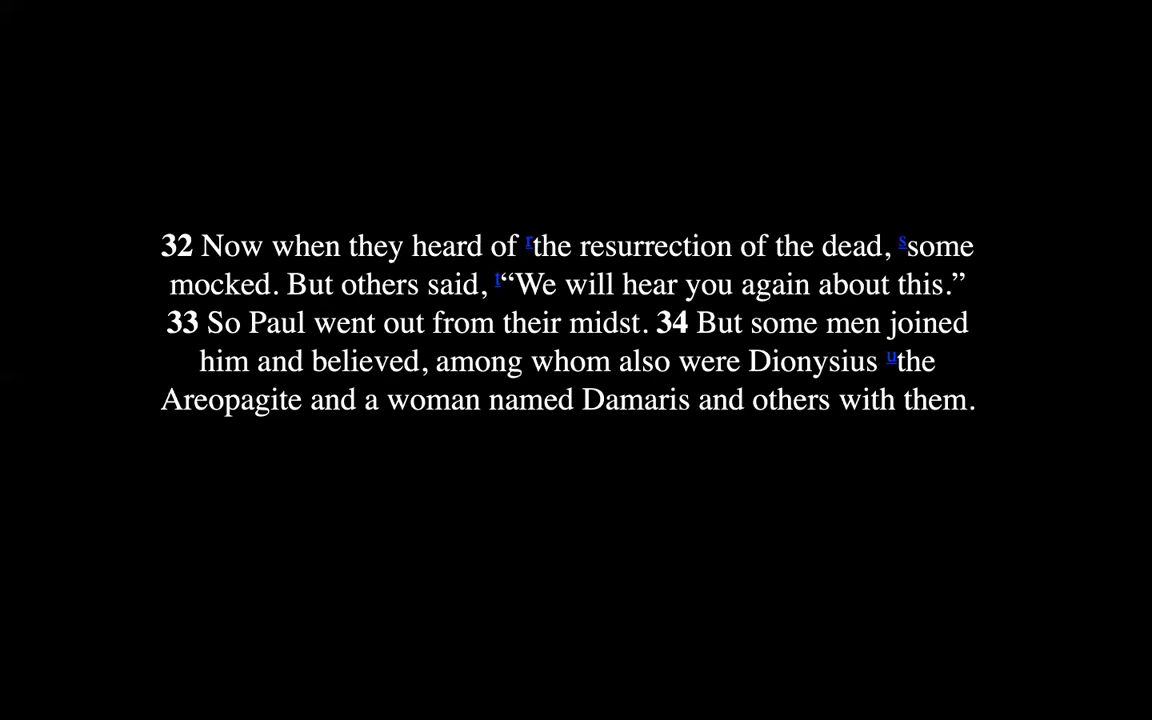 32 Now when they heard of rthe resurrection of the dead, ssome
mocked. But others said, t“We will hear you again about this.”
33 So Paul went out from their midst. 34 But some men joined
him and believed, among whom also were Dionysius uthe
Areopagite and a woman named Damaris and others with them.